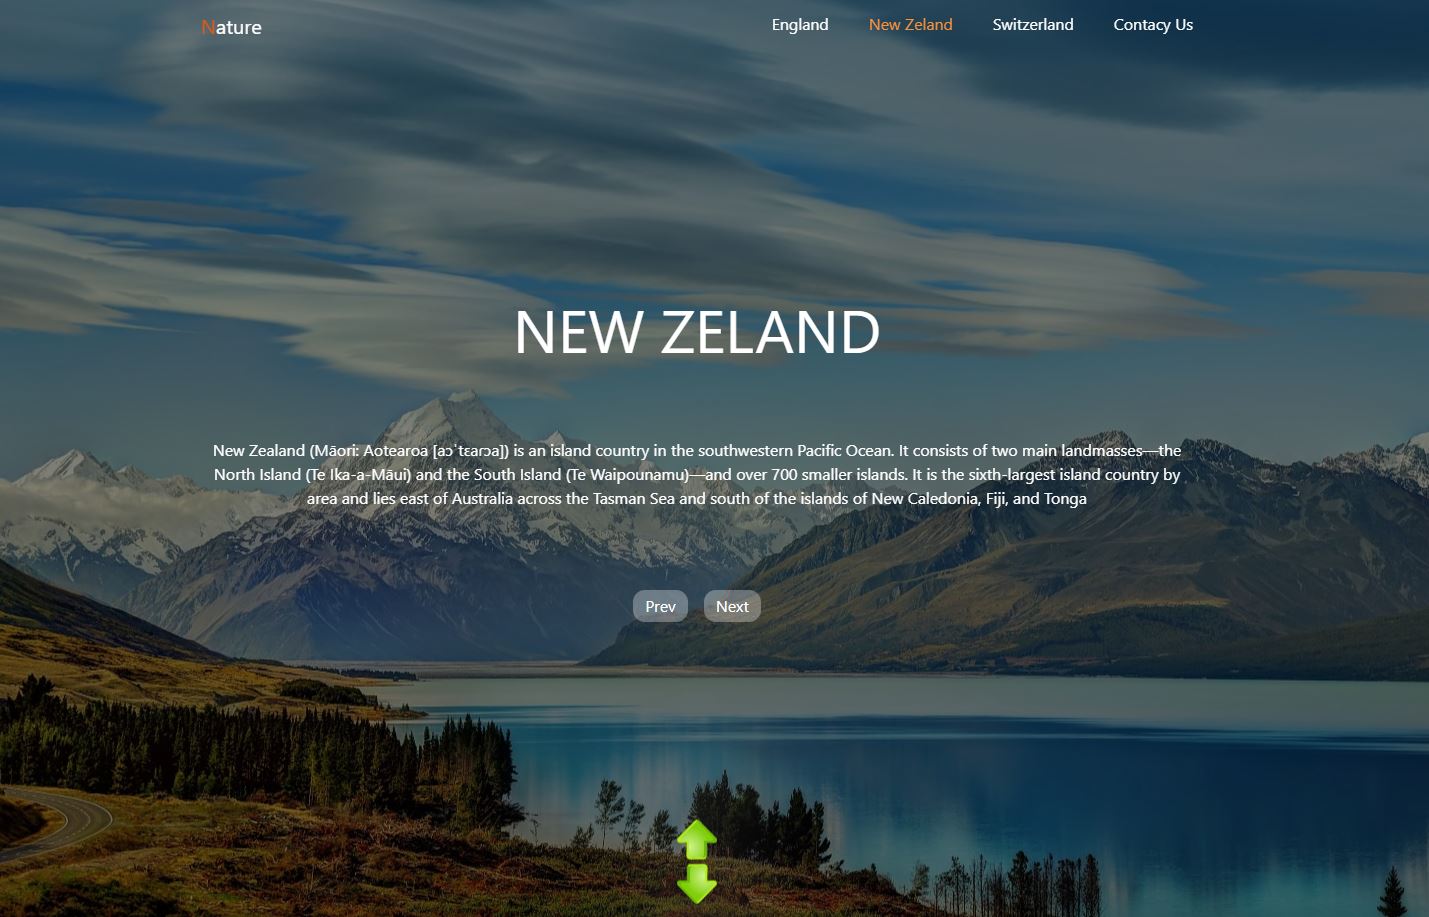 Nature
England
New Zeland
Switzerland
Contacy Us
NEW ZELAND
New Zealand (Māori: Aotearoa [aɔˈtɛaɾɔa]) is an island country in the southwestern Pacific Ocean. It consists of two main landmasses—the
North Island (Te Ika-a-Māui) and the South Island (Te Waipounamu)—and over 700 smaller islands. It is the sixth-largest island country by
area and lies east of Australia across the Tasman Sea and south of the islands of New Caledonia, Fiji, and Tonga
Prev
Next